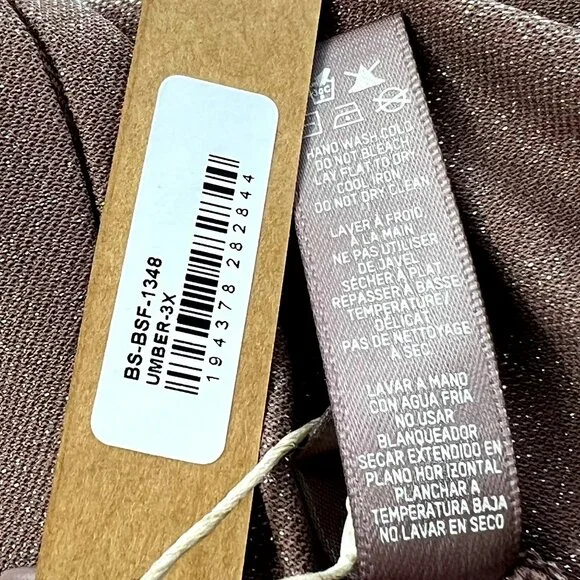 BS-BSF-1348
UMBER-3X
194378 282844
30C
HAND WASH COLD
DO NOT BLEACH
LAY FLAT TO DRY
COOL IRON
DO NOT DRY CLEAN
LAVER À FROID
À LA MAIN
NE PAS UTILISER
DE JAVEL
SÉCHER À PLAT
REPASSER À BASSE
TEMPÉRATURE/
DÉLICAT
PAS DE NETTOYAGE
A SEC
LAVAR A MANO
CON AGUA FRÍA
NO USAR
BLANQUEADOR
SECAR EXTENDIDO EN
PLANO HORIZONTAL
PLANCHAR A
TEMPERATURA BAJA
NO LAVAR EN SECO